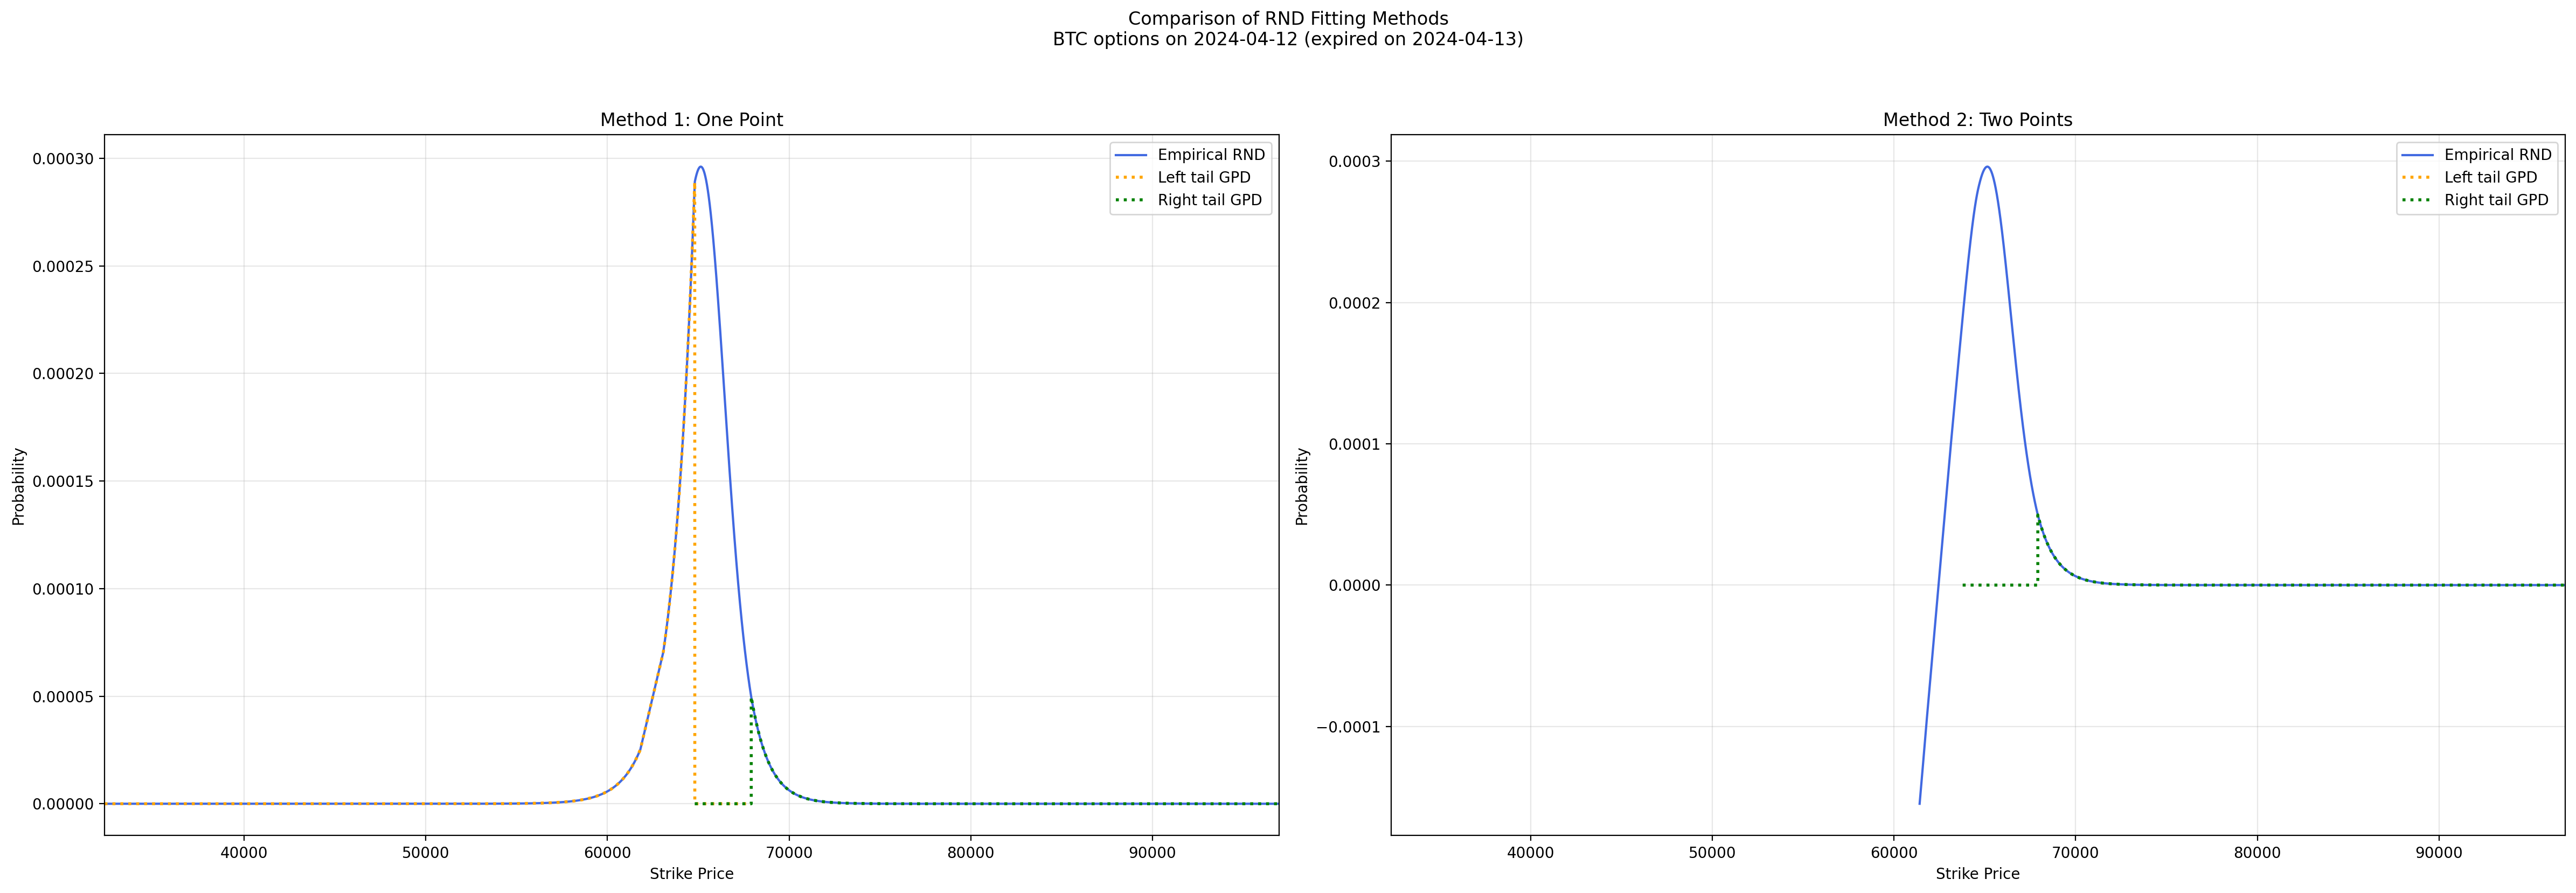 Comparison of RND Fitting Methods
BTC options on 2024-04-12 (expired on 2024-04-13)
Method 1: One Point
Probability
0.00030
0.00025
0.00020
0.00015
0.00010
0.00005
0.00000
Empirical RND
Left tail GPD
Right tail GPD
40000
50000
60000
70000
80000
90000
Strike Price
Method 2: Two Points
Probability
0.0003
0.0002
0.0001
0.0000
−0.0001
Empirical RND
Left tail GPD
Right tail GPD
40000
50000
60000
70000
80000
90000
Strike Price